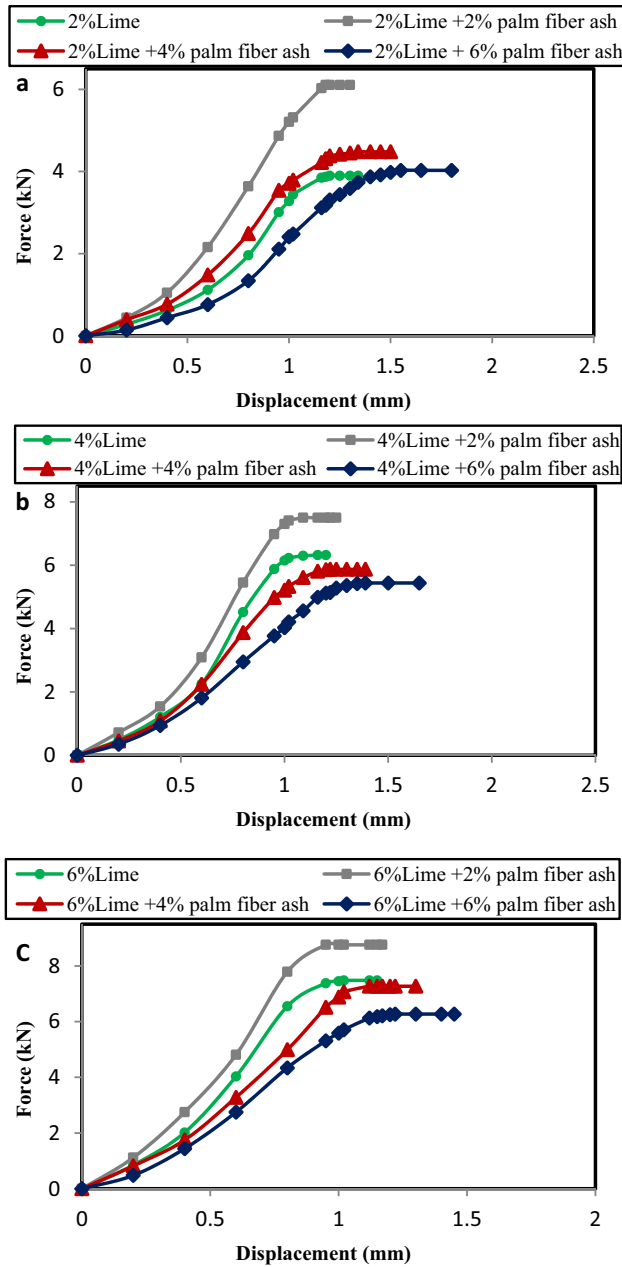 2%Lime
2%Lime +2% palm fiber ash
2%Lime +4% palm fiber ash
2%Lime + 6% palm fiber ash
a
6
4
2
0
Force (kN)
0
0.5
1
1.5
2
2.5
Displacement (mm)
4%Lime
4%Lime +2% palm fiber ash
4%Lime +4% palm fiber ash
4%Lime +6% palm fiber ash
b
8
6
4
2
0
Force (kN)
0
0.5
1
1.5
2
2.5
Displacement (mm)
6%Lime
6%Lime +2% palm fiber ash
6%Lime +4% palm fiber ash
6%Lime +6% palm fiber ash
C
8
6
4
2
0
Force (kN)
0
0.5
1
1.5
2
Displacement (mm)